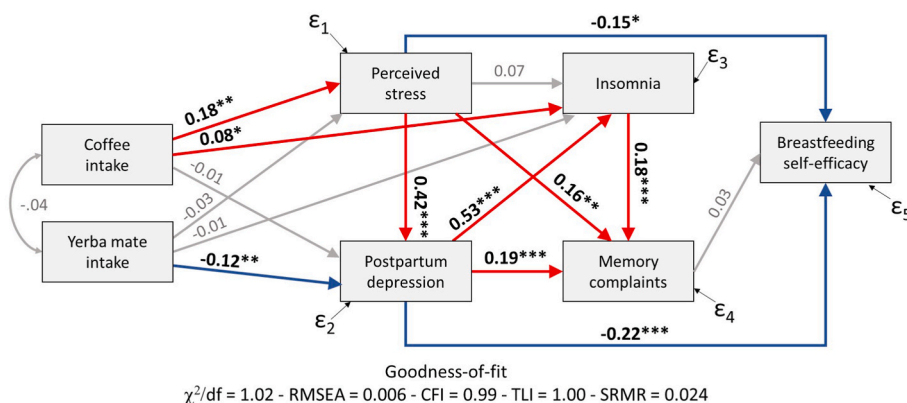 -0.15*
ε1
ε3
Perceived
stress
0.07
Insomnia
0.18**
0.08*
Coffee
intake
Breastfeeding
self-efficacy
-0.01
-.04
-0.03
-0.01
0.42***
0.53***
0.16**
0.18***
0.03
ε5
Yerba mate
intake
-0.12**
Postpartum
depression
0.19***
Memory
complaints
ε2
ε4
-0.22***
Goodness-of-fit
χ²/df = 1.02 - RMSEA = 0.006 - CFI = 0.99 - TLI = 1.00 - SRMR = 0.024